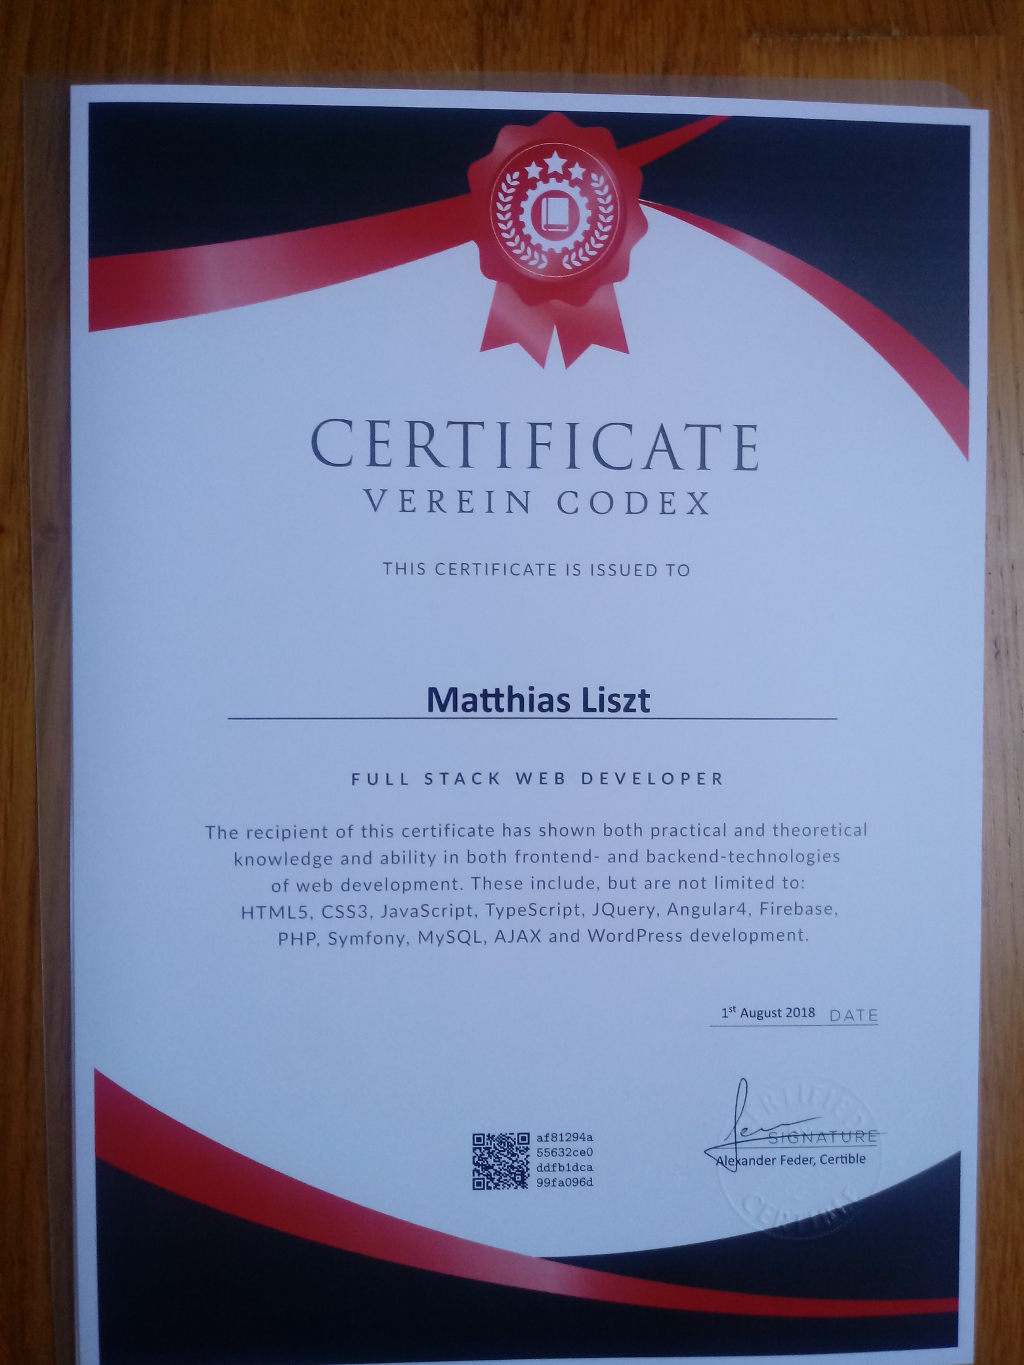 CERTIFICATE
VEREIN CODEX
THIS CERTIFICATE IS ISSUED TO
Matthias Liszt
FULL STACK WEB DEVELOPER
The recipient of this certificate has shown both practical and theoretical
knowledge and ability in both frontend- and backend-technologies
of web development. These include, but are not limited to:
HTML5, CSS3, JavaScript, TypeScript, JQuery, Angular4, Firebase,
PHP, Symfony, MySQL, AJAX and WordPress development.
1st August 2018 DATE
af81294a
55632ce0
ddfb1dca
99fa096d
CERTIFIED
SIGNATURE
Alexander Feder, Certible